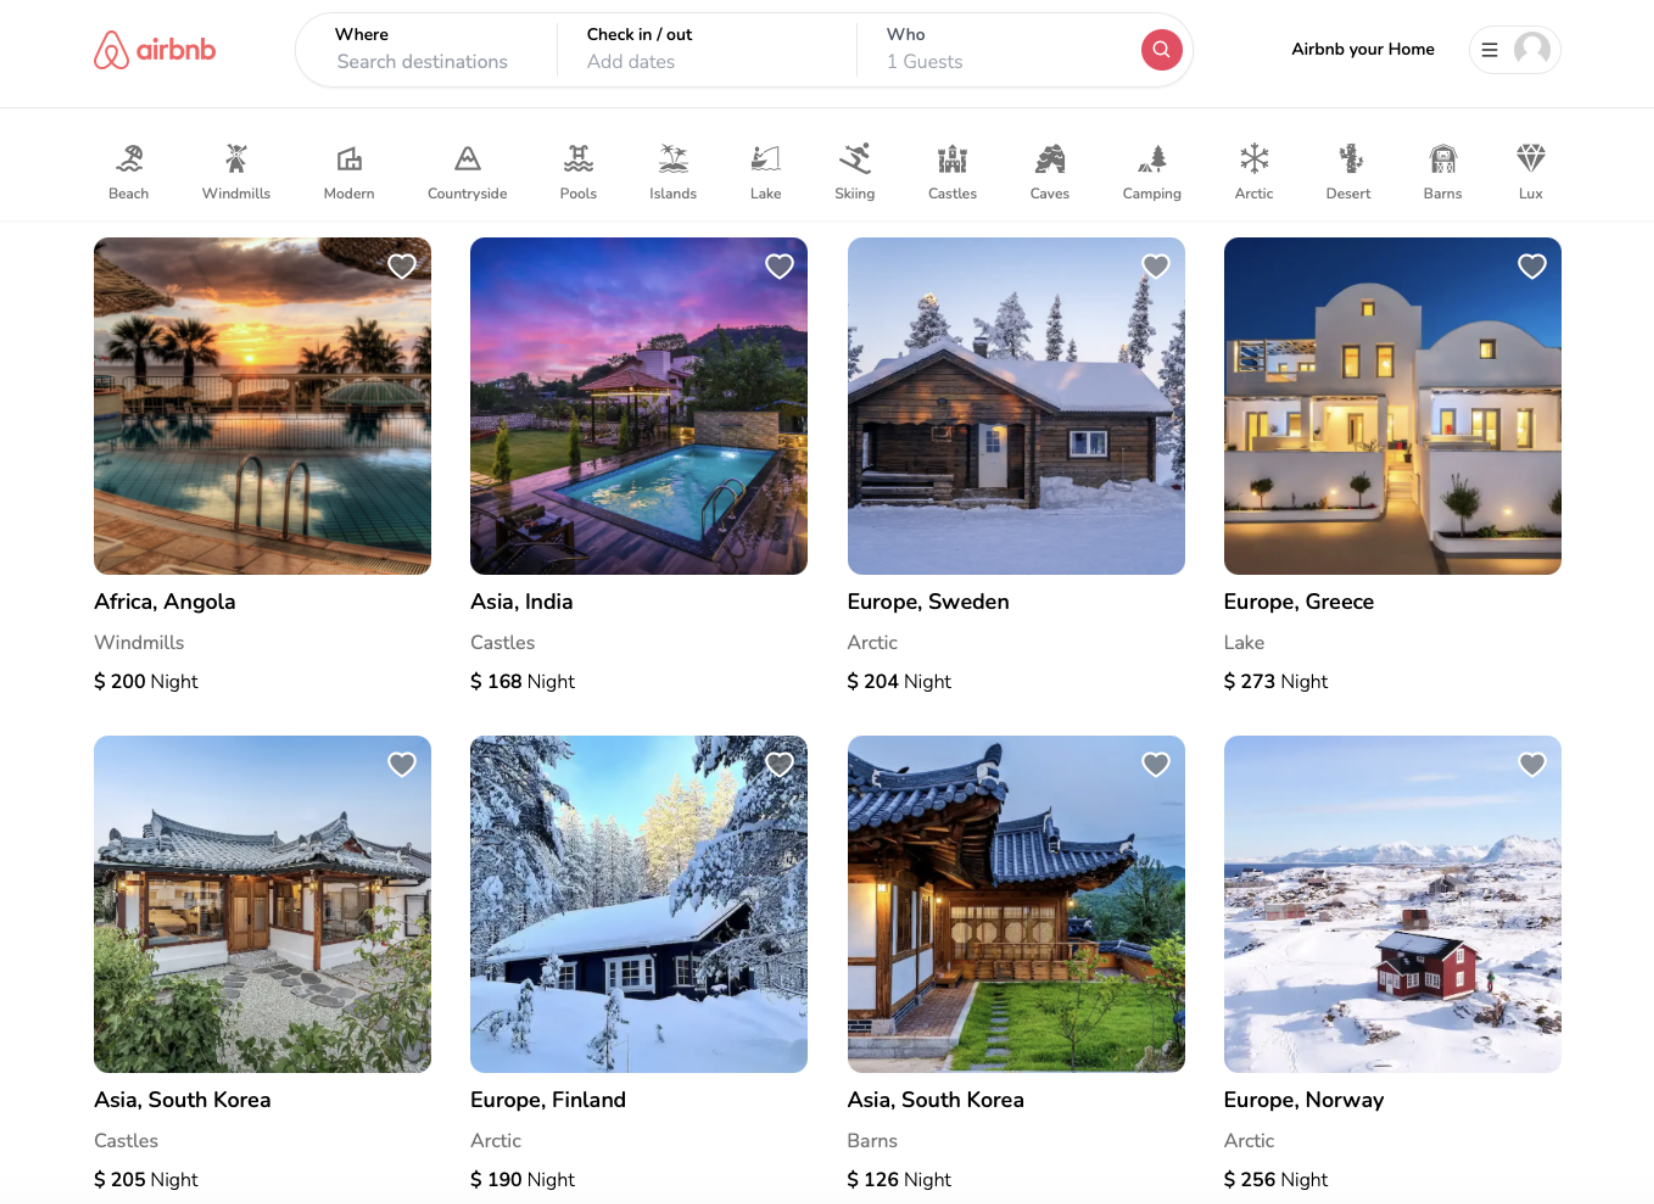 airbnb
Where
Search destinations
Check in / out
Add dates
Who
1 Guests
Airbnb your Home
Beach
Windmills
Modern
Countryside
Pools
Islands
Lake
Skiing
Castles
Caves
Camping
Arctic
Desert
Barns
Lux
Africa, Angola
Windmills
$ 200 Night
Asia, India
Castles
$ 168 Night
Europe, Sweden
Arctic
$ 204 Night
Europe, Greece
Lake
$ 273 Night
Asia, South Korea
Castles
$ 205 Night
Europe, Finland
Arctic
$ 190 Night
Asia, South Korea
Barns
$ 126 Night
Europe, Norway
Arctic
$ 256 Night